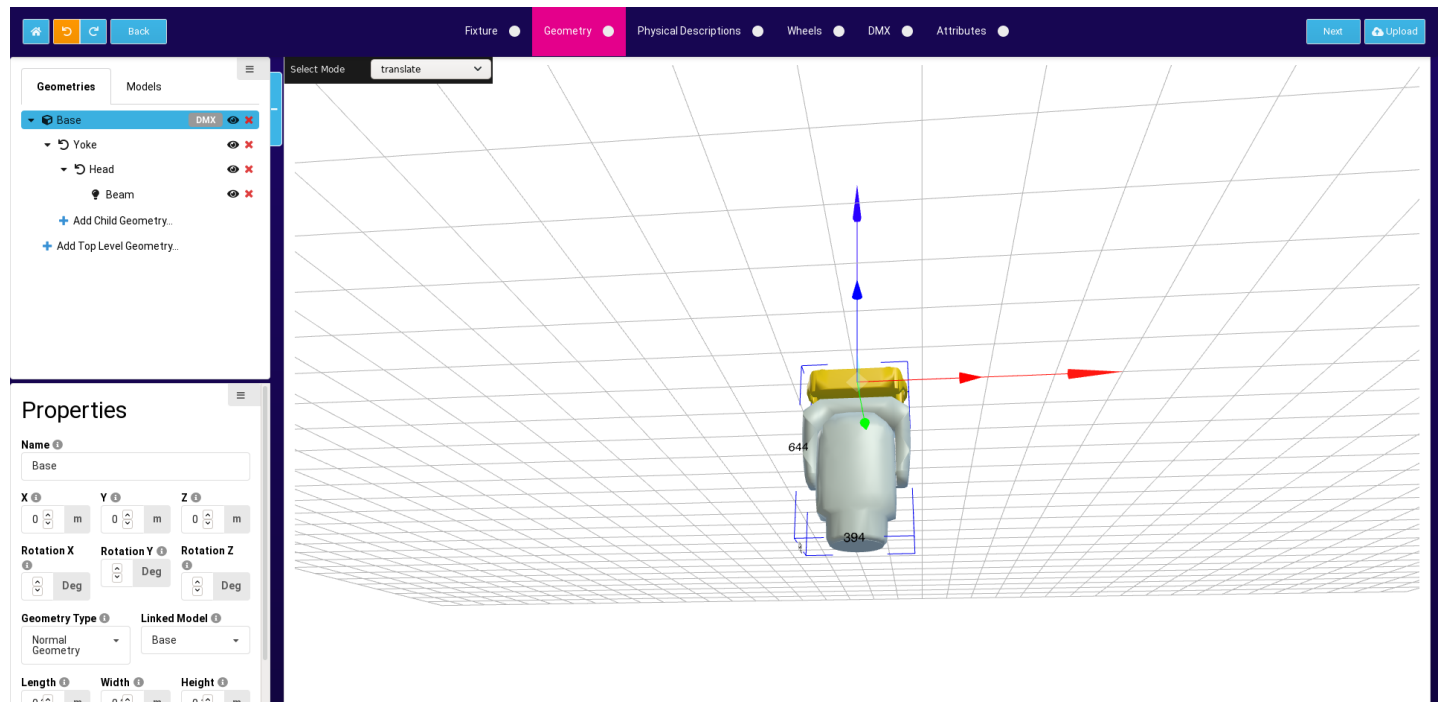 Back
Fixture
Geometry
Physical Descriptions
Wheels
DMX
Attributes
Next
Upload
Geometries
Models
Select Mode
translate
Base
DMX
Yoke
Head
Beam
Add Child Geometry...
Add Top Level Geometry...
644
394
Properties
Name
Base
X Y Z
0 m 0 m 0 m
Rotation X Rotation Y Rotation Z
Deg Deg Deg
Geometry Type Linked Model
Normal Geometry
Base
Length Width Height